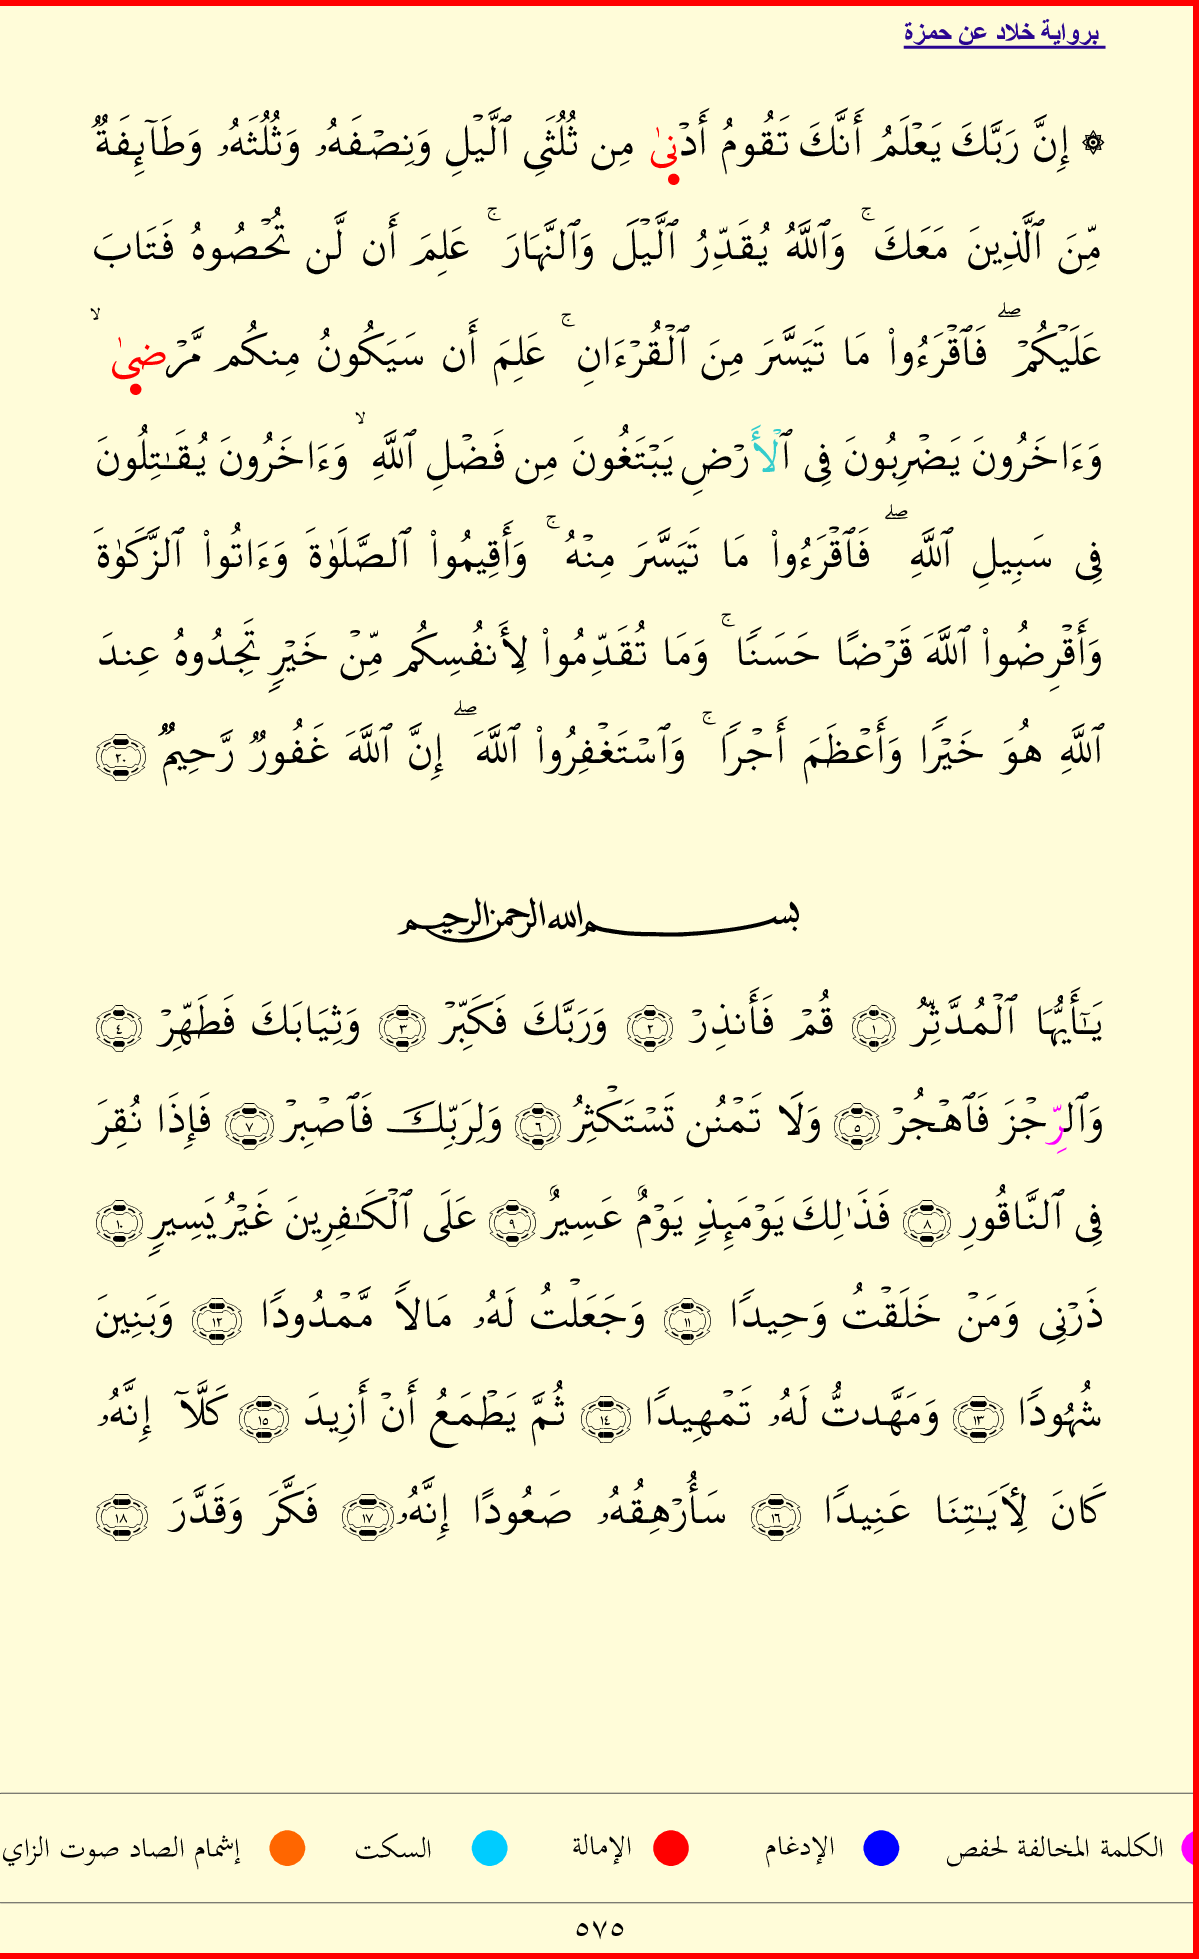 برواية خلاد عن حمزة
۞ إِنَّ رَبَّكَ يَعْلَمُ أَنَّكَ تَقُومُ أَدْنىٰ مِن ثُلُثَىِ ٱلَّيْلِ وَنِصْفَهُۥ وَثُلُثَهُۥ وَطَآئِفَةٌ
مِّنَ ٱلَّذِينَ مَعَكَ ۚ وَٱللَّهُ يُقَدِّرُ ٱلَّيْلَ وَٱلنَّهَارَ ۚ عَلِمَ أَن لَّن تُحْصُوهُ فَتَابَ
عَلَيْكُمْ ۖ فَٱقْرَءُوا۟ مَا تَيَسَّرَ مِنَ ٱلْقُرْءَانِ ۚ عَلِمَ أَن سَيَكُونُ مِنكُم مَّرْضىٰ ۙ
وَءَاخَرُونَ يَضْرِبُونَ فِى ٱلْأَرْضِ يَبْتَغُونَ مِن فَضْلِ ٱللَّهِ ۙ وَءَاخَرُونَ يُقَـٰتِلُونَ
فِى سَبِيلِ ٱللَّهِ ۖ فَٱقْرَءُوا۟ مَا تَيَسَّرَ مِنْهُ ۚ وَأَقِيمُوا۟ ٱلصَّلَوٰةَ وَءَاتُوا۟ ٱلزَّكَوٰةَ
وَأَقْرِضُوا۟ ٱللَّهَ قَرْضًا حَسَنًا ۚ وَمَا تُقَدِّمُوا۟ لِأَنفُسِكُم مِّنْ خَيْرٍ تَجِدُوهُ عِندَ
ٱللَّهِ هُوَ خَيْرًا وَأَعْظَمَ أَجْرًا ۚ وَٱسْتَغْفِرُوا۟ ٱللَّهَ ۖ إِنَّ ٱللَّهَ غَفُورٌ رَّحِيمٌ ٢٠
بسم الله الرحمن الرحيم
يَـٰٓأَيُّهَا ٱلْمُدَّثِّرُ ١ قُمْ فَأَنذِرْ ٢ وَرَبَّكَ فَكَبِّرْ ٣ وَثِيَابَكَ فَطَهِّرْ ٤
وَٱلرِّجْزَ فَٱهْجُرْ ٥ وَلَا تَمْنُن تَسْتَكْثِرُ ٦ وَلِرَبِّكَ فَٱصْبِرْ ٧ فَإِذَا نُقِرَ
فِى ٱلنَّاقُورِ ٨ فَذَٰلِكَ يَوْمَئِذٍ يَوْمٌ عَسِيرٌ ٩ عَلَى ٱلْكَـٰفِرِينَ غَيْرُ يَسِيرٍ ١٠
ذَرْنِى وَمَنْ خَلَقْتُ وَحِيدًا ١١ وَجَعَلْتُ لَهُۥ مَالًا مَّمْدُودًا ١٢ وَبَنِينَ
شُهُودًا ١٣ وَمَهَّدتُّ لَهُۥ تَمْهِيدًا ١٤ ثُمَّ يَطْمَعُ أَنْ أَزِيدَ ١٥ كَلَّآ إِنَّهُۥ
كَانَ لِأَيَـٰتِنَا عَنِيدًا ١٦ سَأُرْهِقُهُۥ صَعُودًا إِنَّهُۥ ١٧ فَكَّرَ وَقَدَّرَ ١٨
الكلمة المخالفة لحفص الإدغام الإمالة السكت إشمام الصاد صوت الزاي
٥٧٥